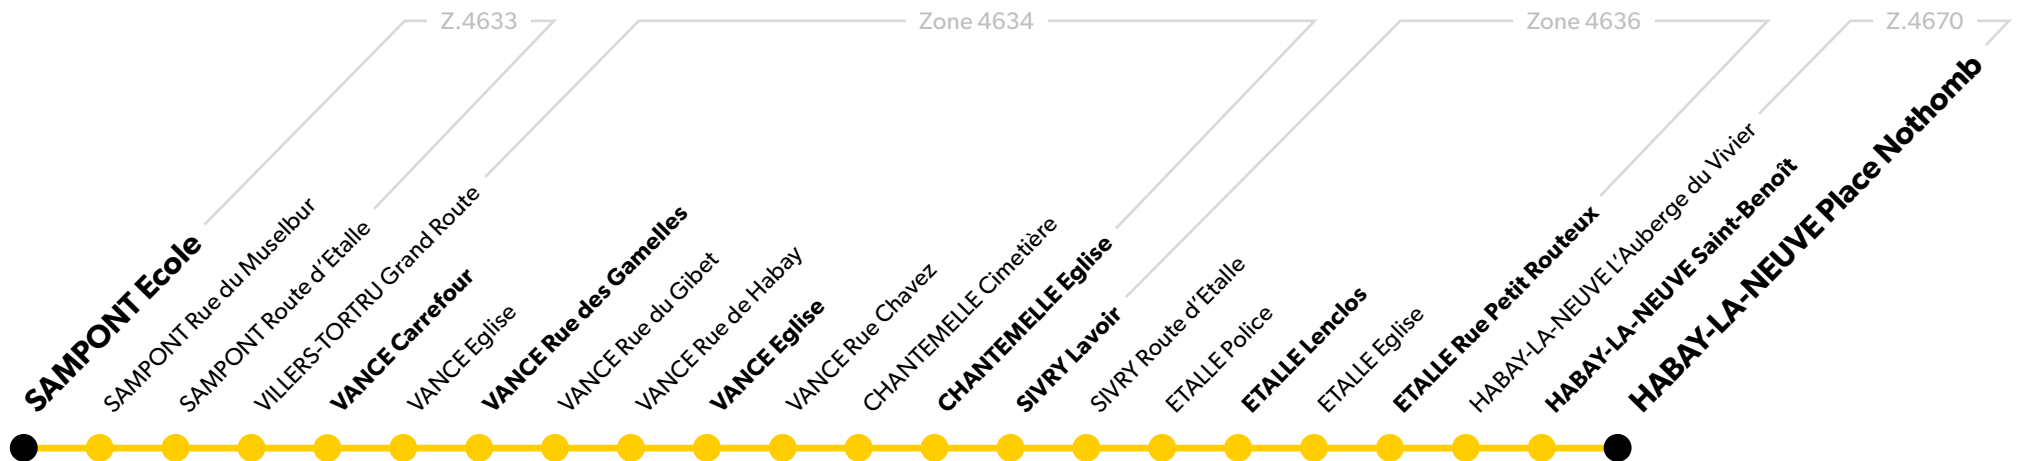 Z.4633
Zone 4634
Zone 4636
Z.4670
SAMPONT Ecole
SAMPONT Rue du Muselbur
SAMPONT Route d'Etalle
VILLERS-TORTRU Grand Route
VANCE Carrefour
VANCE Eglise
VANCE Rue des Gamelles
VANCE Rue du Gibet
VANCE Rue de Habay
VANCE Eglise
VANCE Rue Chavez
CHANTEMELLE Cimetière
CHANTEMELLE Eglise
SIVRY Lavoir
SIVRY Route d'Etalle
ETALLE Police
ETALLE Lenclos
ETALLE Eglise
ETALLE Rue Petit Routeux
HABAY-LA-NEUVE L'Auberge du Vivier
HABAY-LA-NEUVE Saint-Benoît
HABAY-LA-NEUVE Place Nothomb